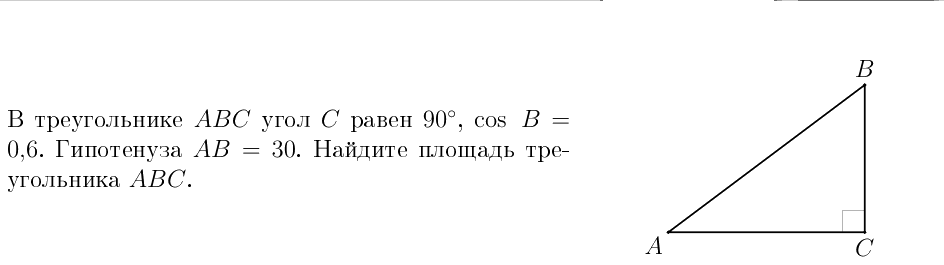 В треугольнике ABC угол C равен 90°, cos B =
0,6. Гипотенуза AB = 30. Найдите площадь тре-
угольника ABC.
B
A
C